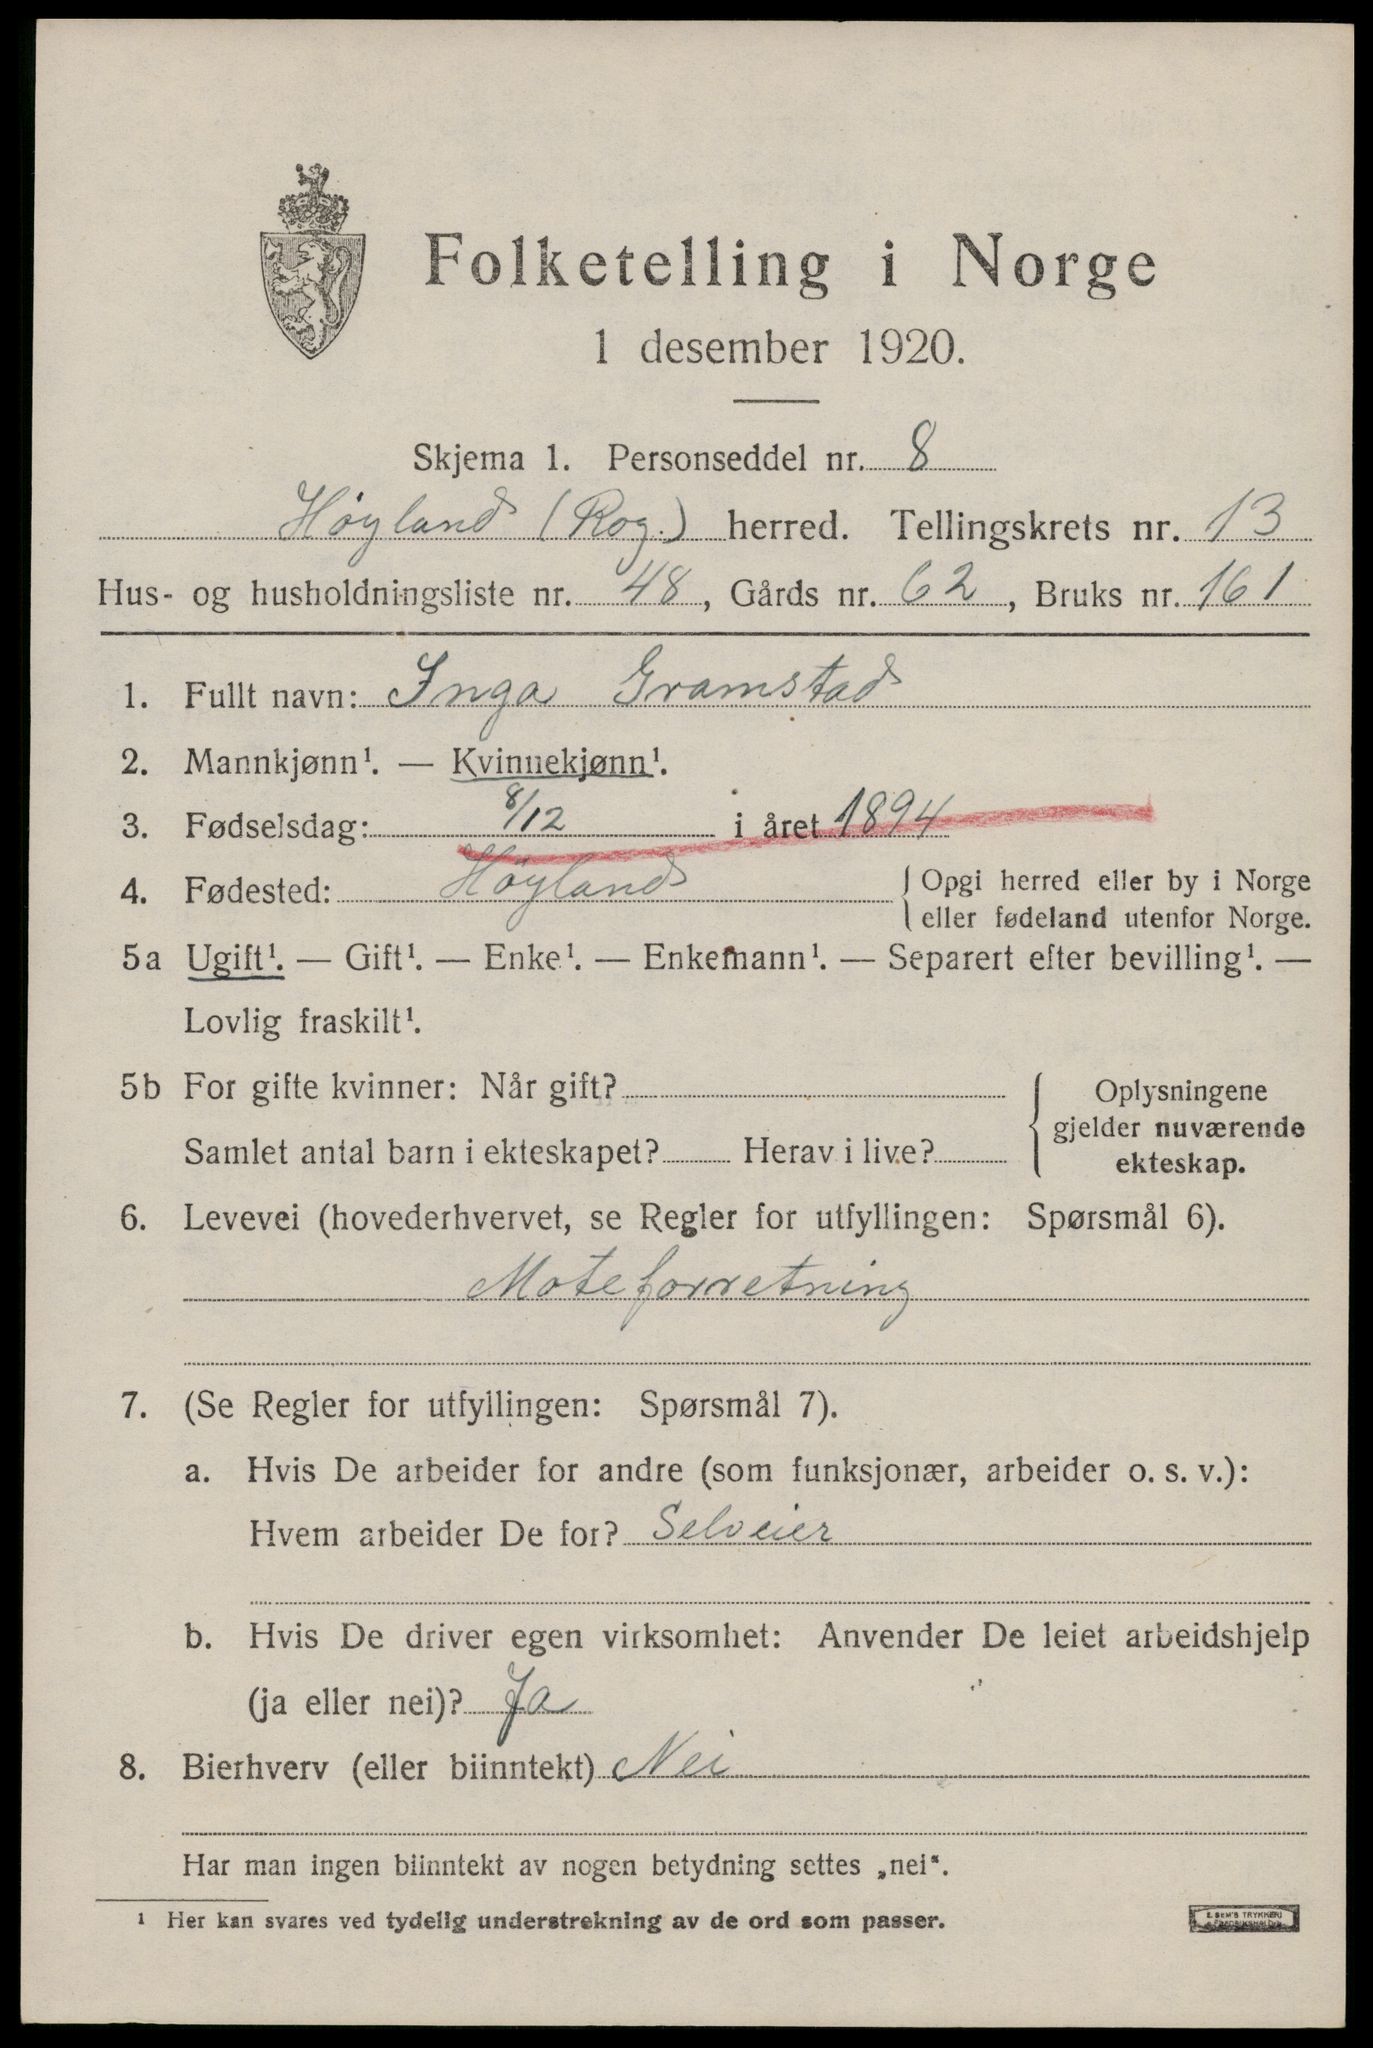 Folketelling i Norge
1 desember 1920.
Skjema 1. Personseddel nr. 8
Höyland (Rog.) herred. Tellingskrets nr. 13
Hus- og husholdningsliste nr. 48, Gårds nr. 62, Bruks nr. 161
1. Fullt navn: Inga Gramstad
2. Mannkjønn¹. — Kvinnekjønn¹.
3. Fødselsdag: 8/12 i året 1894
4. Fødested: Höyland { Opgi herred eller by i Norge
eller fødeland utenfor Norge.
5a Ugift¹. — Gift¹. — Enke¹. — Enkemann¹. — Separert efter bevilling¹. —
Lovlig fraskilt¹.
5b For gifte kvinner: Når gift?
Samlet antal barn i ekteskapet? Herav i live?
Oplysningene
gjelder nuværende
ekteskap.
6. Levevei (hovederhvervet, se Regler for utfyllingen: Spørsmål 6).
Moteforretning
7. (Se Regler for utfyllingen: Spørsmål 7).
a. Hvis De arbeider for andre (som funksjonær, arbeider o. s. v.):
Hvem arbeider De for? Selveier
b. Hvis De driver egen virksomhet: Anvender De leiet arbeidshjelp
(ja eller nei)? Ja
8. Bierhverv (eller biinntekt) Nei
Har man ingen biinntekt av nogen betydning settes „nei“.
¹ Her kan svares ved tydelig understrekning av de ord som passer.
E. SEM'S TRYKKERI
FREDRIKSHALD